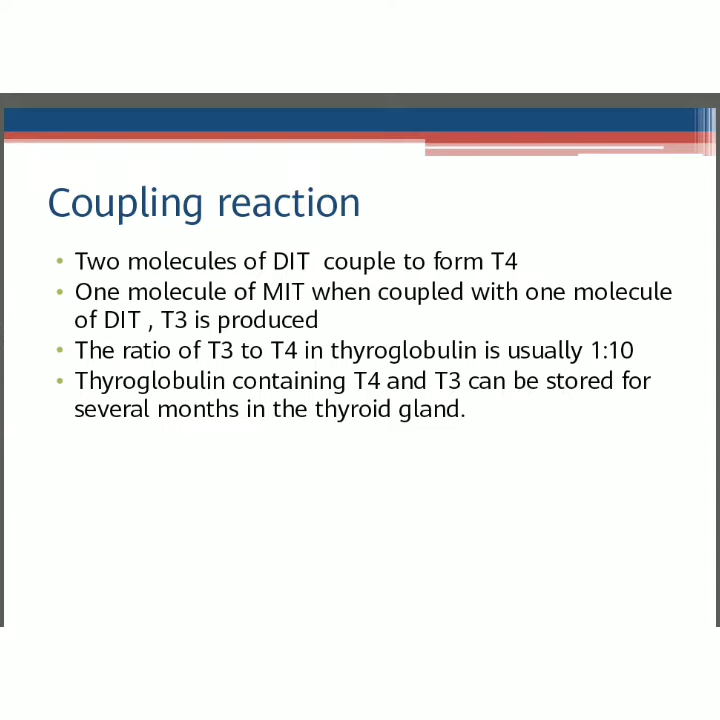 Coupling reaction
• Two molecules of DIT  couple to form T4
• One molecule of MIT when coupled with one molecule
of DIT , T3 is produced
• The ratio of T3 to T4 in thyroglobulin is usually 1:10
• Thyroglobulin containing T4 and T3 can be stored for
several months in the thyroid gland.